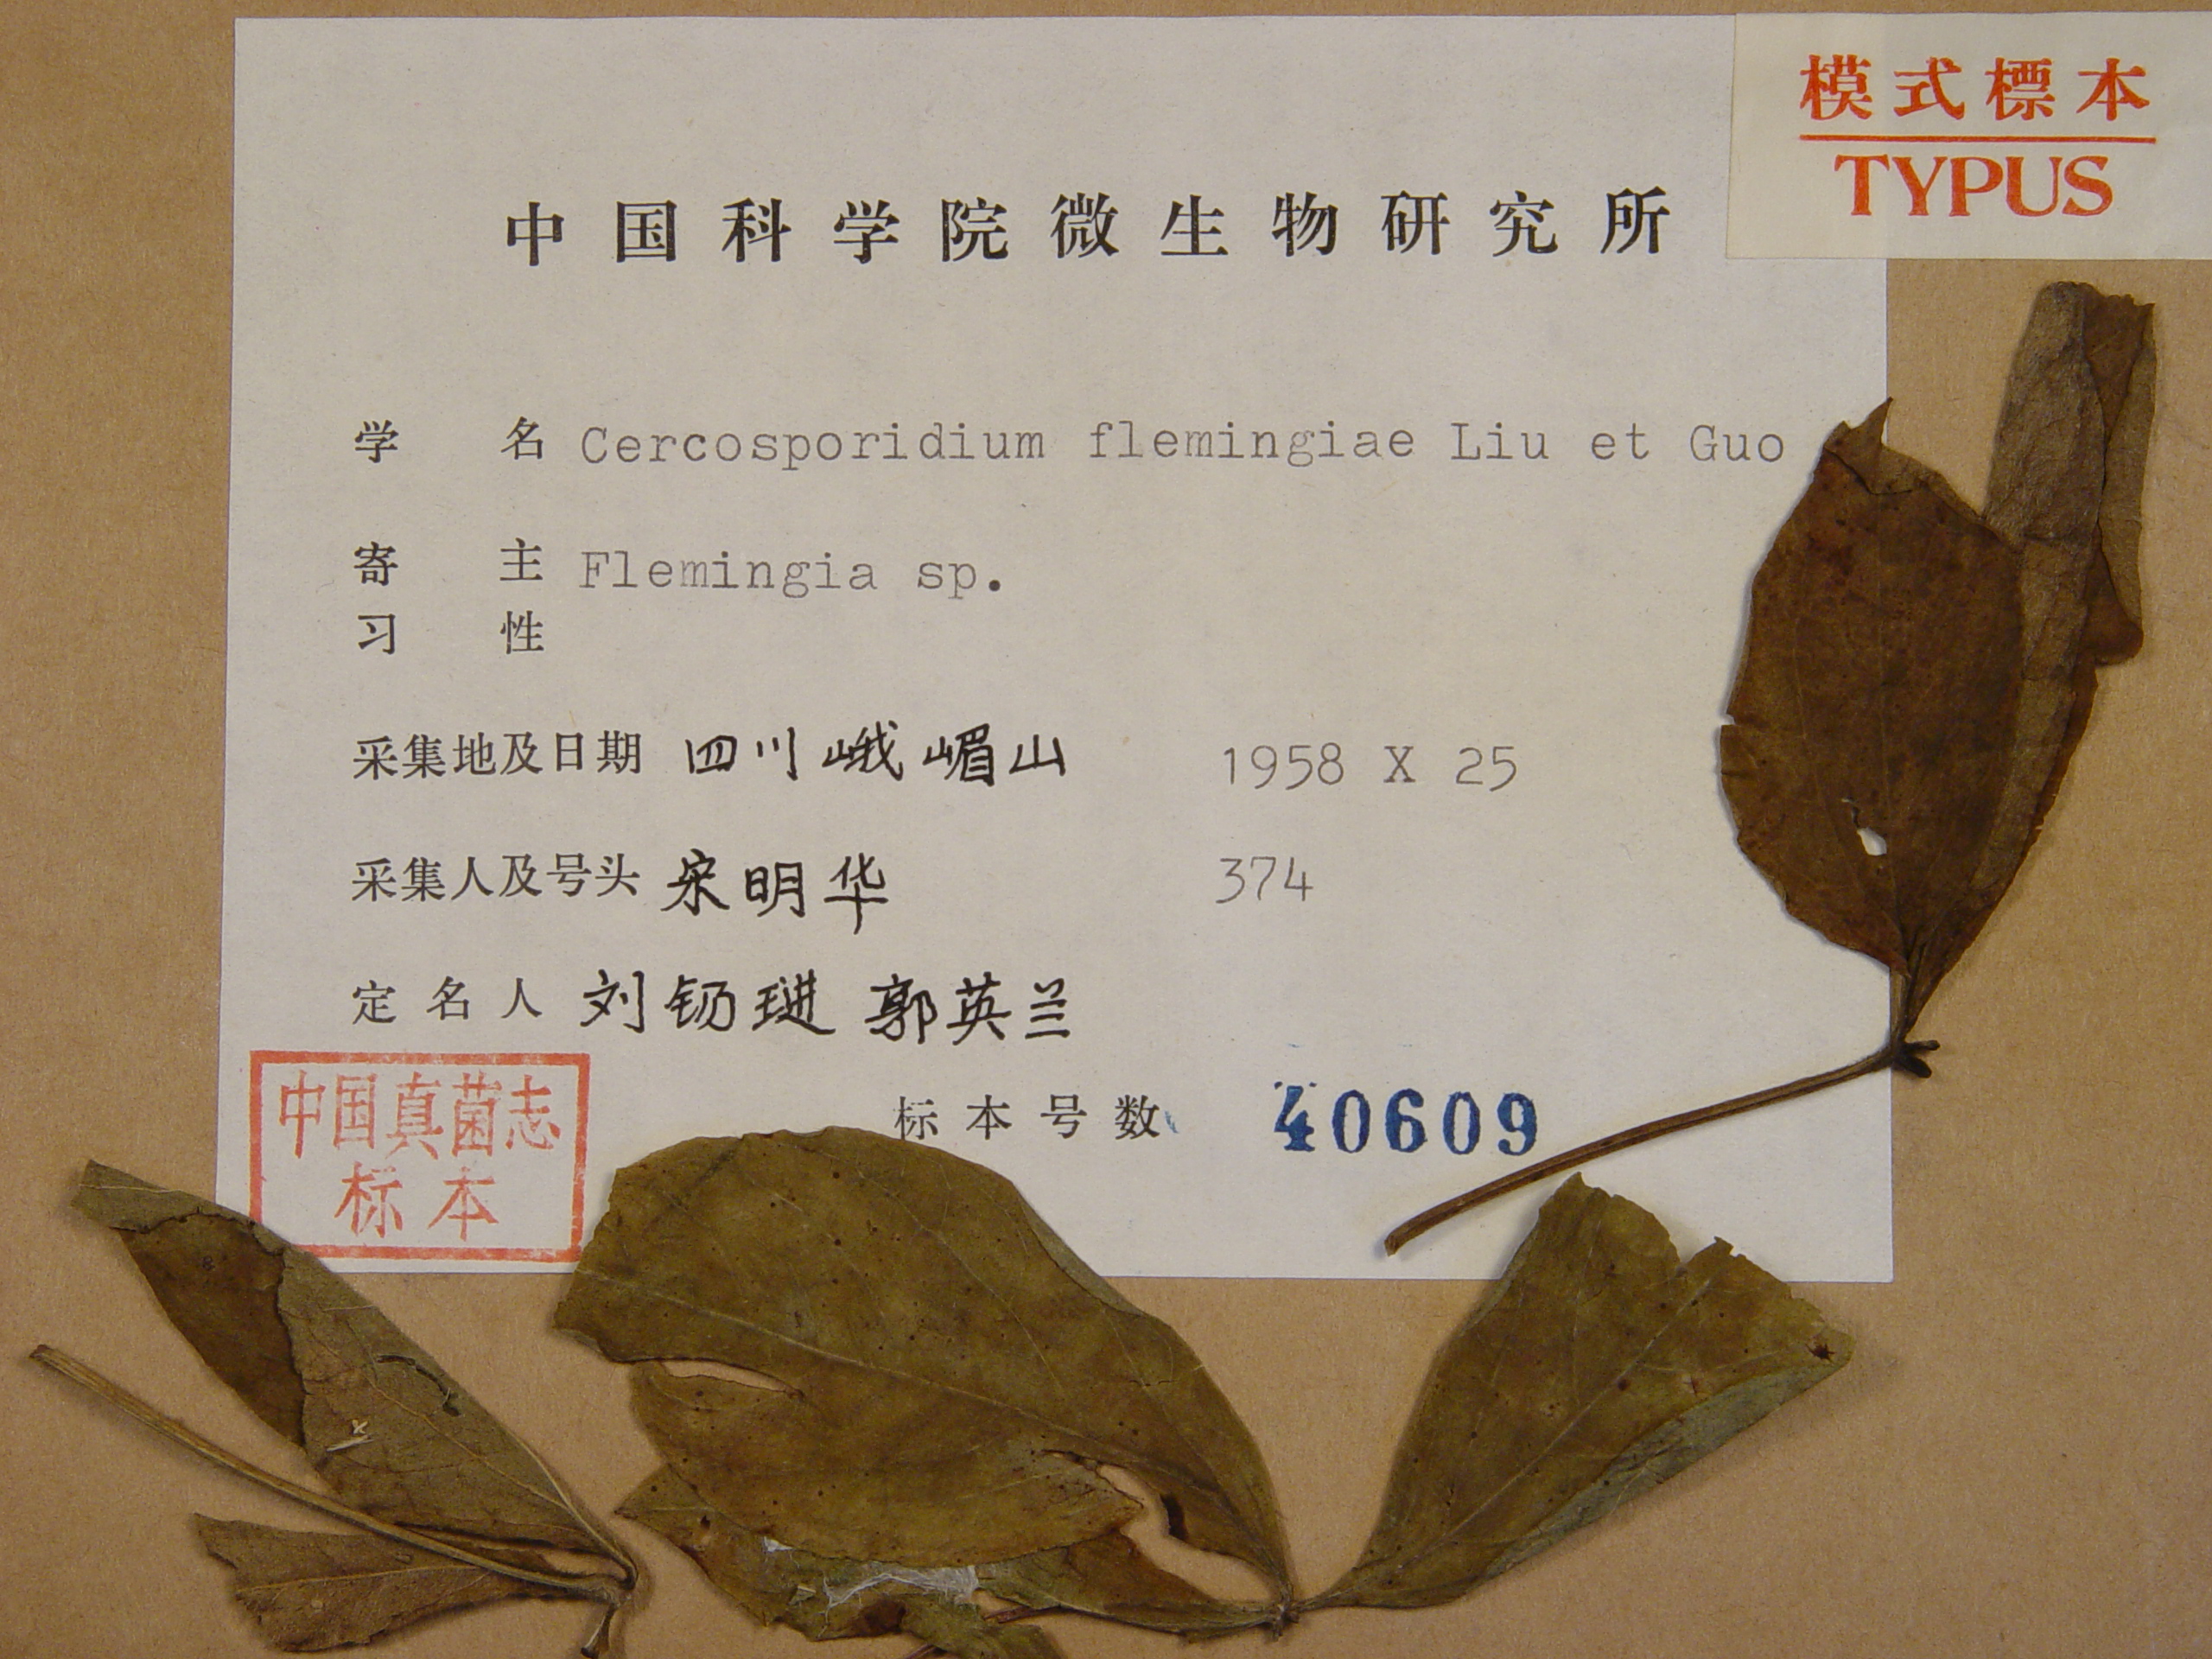 模式標本
TYPUS
中国科学院微生物研究所
学名 Cercosporidium flemingiae Liu et Guo
寄主 Flemingia sp.
习性
采集地及日期 四川峨嵋山 1958 X 25
采集人及号头 宋明华 374
定名人 刘锡琎 郭英兰
标本号数 40609
中国真菌志
标本